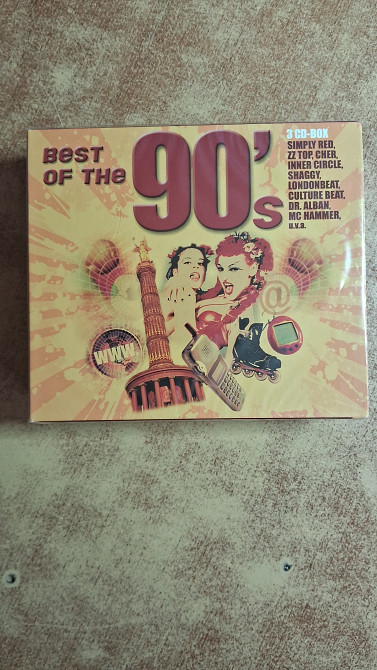 BEST
OF THE
90's
3 CD-BOX
SIMPLY RED,
ZZ TOP, CHER,
INNER CIRCLE,
SHAGGY,
LONDONBEAT,
CULTURE BEAT,
DR. ALBAN,
MC HAMMER,
u.v.a.
@
WWW